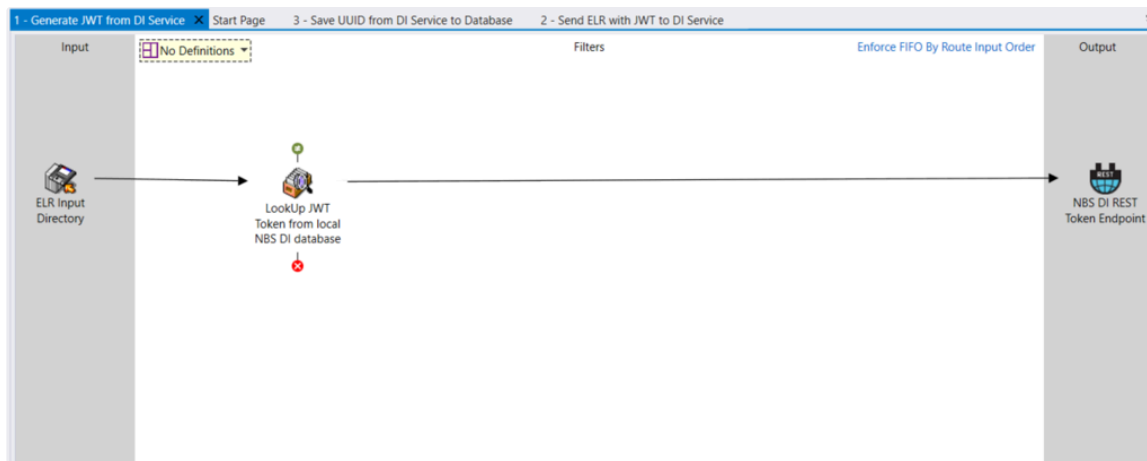 1 - Generate JWT from DI Service
Start Page
3 - Save UUID from DI Service to Database
2 - Send ELR with JWT to DI Service
Input
No Definitions
Filters
Enforce FIFO By Route Input Order
Output
ELR Input
Directory
LookUp JWT
Token from local
NBS DI database
REST
NBS DI REST
Token Endpoint